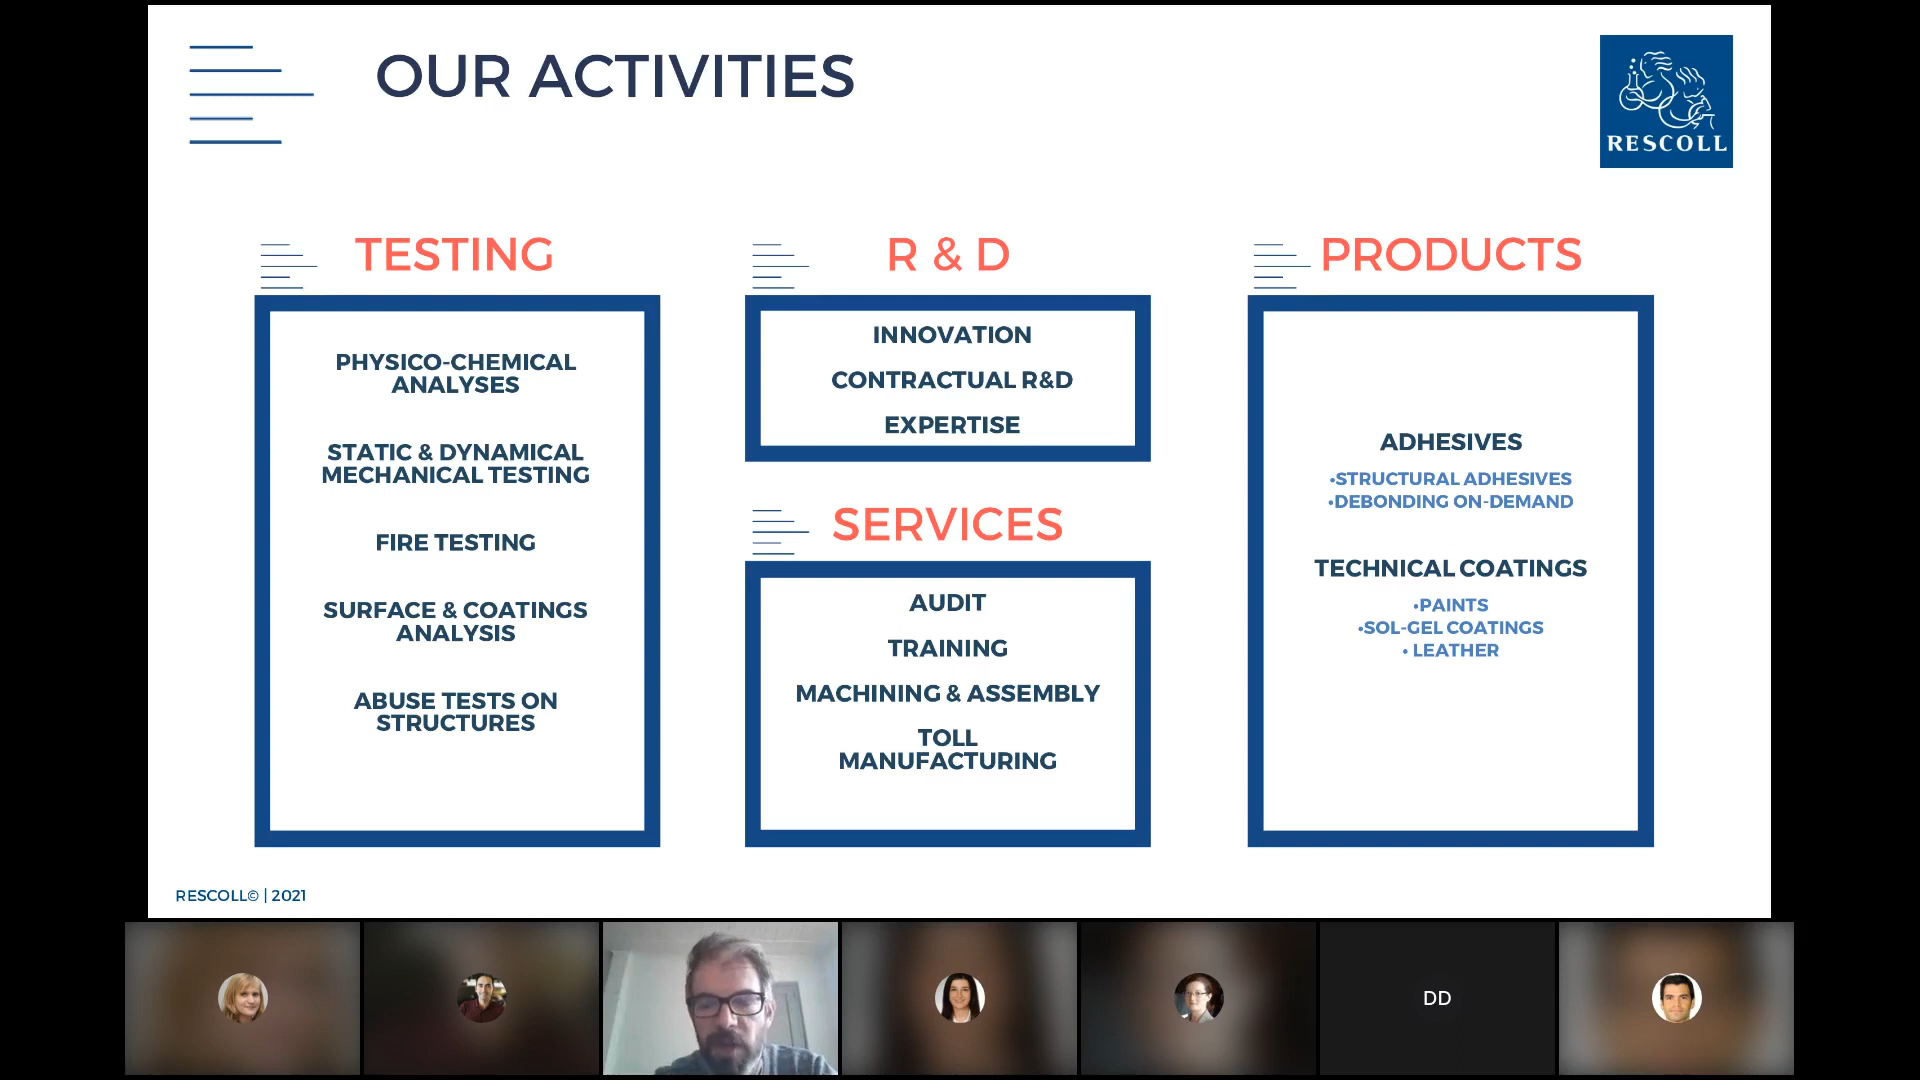 OUR ACTIVITIES
RESCOLL
TESTING
PHYSICO-CHEMICAL
ANALYSES
STATIC & DYNAMICAL
MECHANICAL TESTING
FIRE TESTING
SURFACE & COATINGS
ANALYSIS
ABUSE TESTS ON
STRUCTURES
R & D
INNOVATION
CONTRACTUAL R&D
EXPERTISE
SERVICES
AUDIT
TRAINING
MACHINING & ASSEMBLY
TOLL
MANUFACTURING
PRODUCTS
ADHESIVES
•STRUCTURAL ADHESIVES
•DEBONDING ON-DEMAND
TECHNICAL COATINGS
•PAINTS
•SOL-GEL COATINGS
• LEATHER
RESCOLL© | 2021
DD